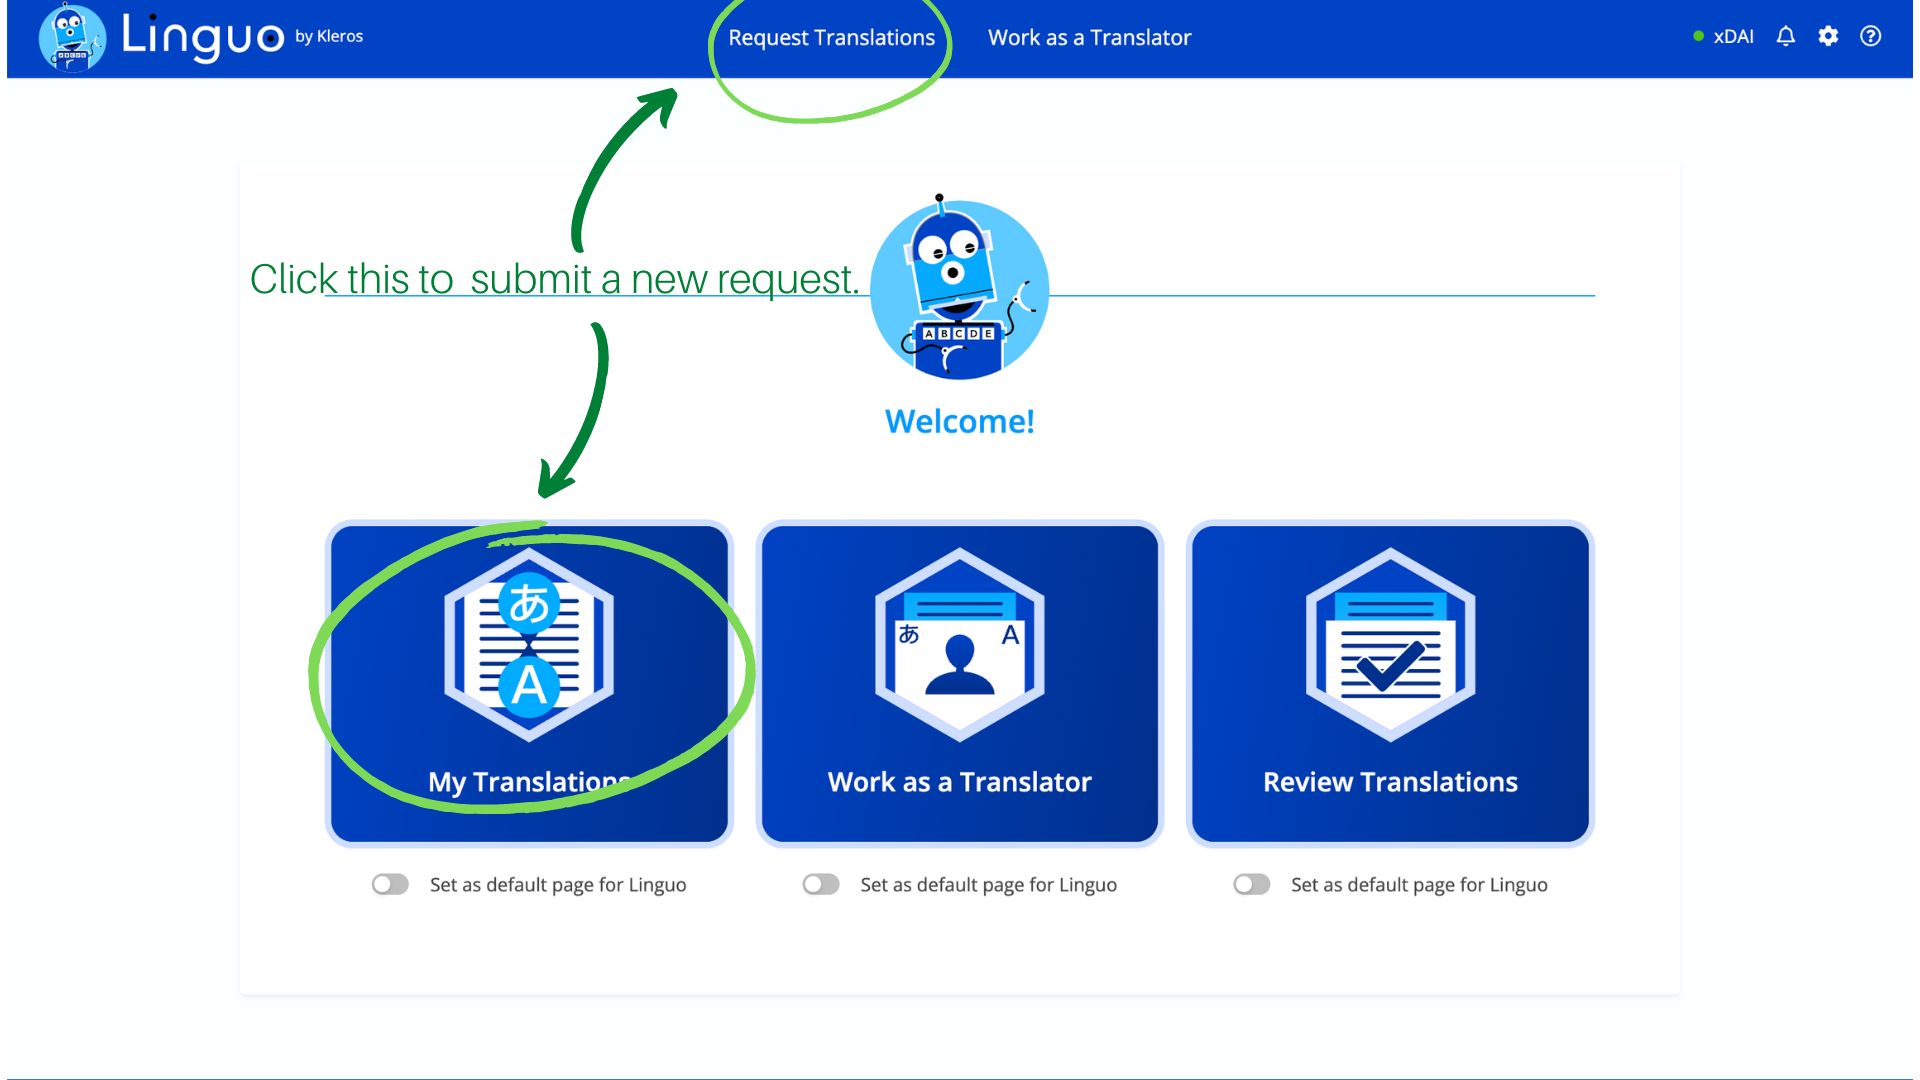 Linguo by Kleros
Request Translations
Work as a Translator
xDAI
Click this to submit a new request.
A B C D E
Welcome!
あ
A
あ A
My Translations
Work as a Translator
Review Translations
Set as default page for Linguo
Set as default page for Linguo
Set as default page for Linguo